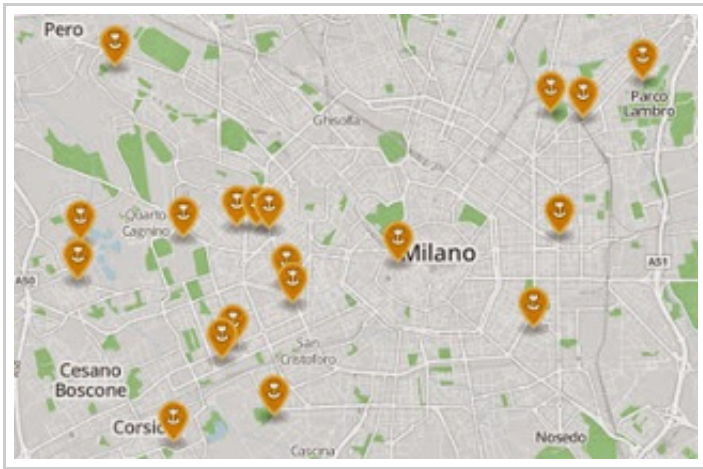 Pero
Parco
Lambro
Ghisolfa
Quarto
Cagnino
Milano
A51
A50
San
Cristoforo
Cesano
Boscone
Corsic
Nosedo
Cascina